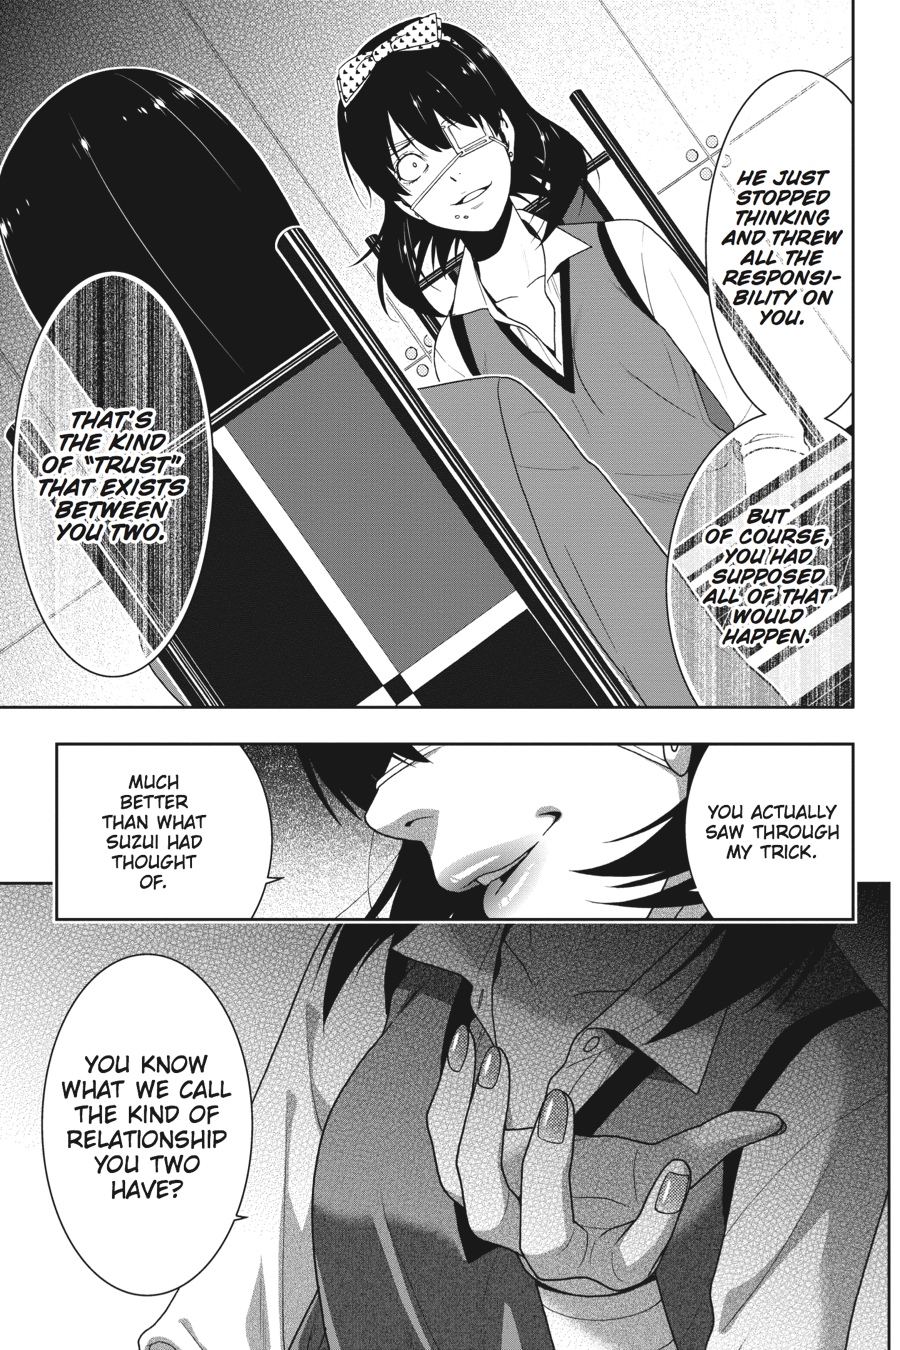 HE JUST
STOPPED
THINKING
AND THREW
ALL THE
RESPONSI-
BILITY ON
YOU.
BUT
OF COURSE,
YOU HAD
SUPPOSED
ALL OF THAT
WOULD
HAPPEN.
THAT'S
THE KIND
OF "TRUST"
THAT EXISTS
BETWEEN
YOU TWO.
YOU ACTUALLY
SAW THROUGH
MY TRICK.
MUCH
BETTER
THAN WHAT
SUZUI HAD
THOUGHT
OF.
YOU KNOW
WHAT WE CALL
THE KIND OF
RELATIONSHIP
YOU TWO
HAVE?